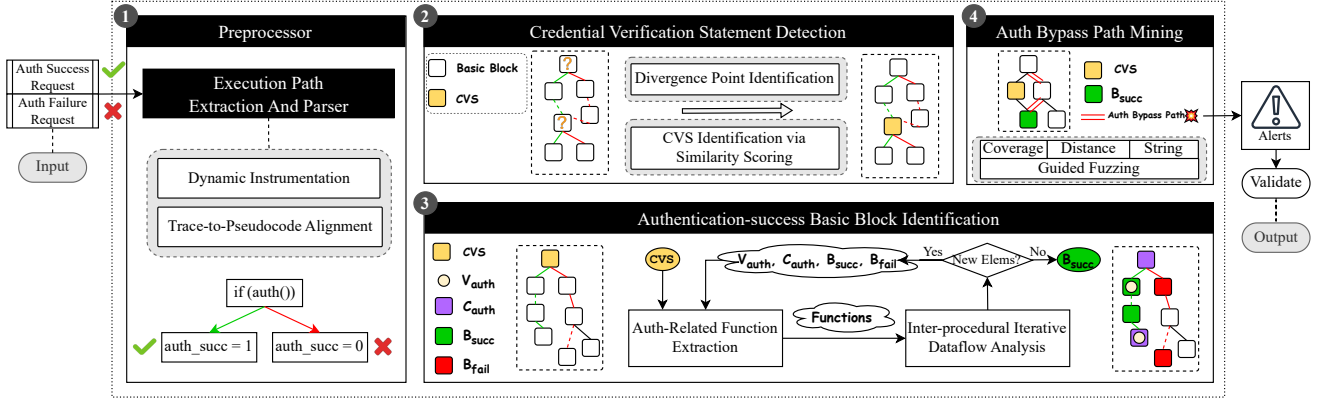 Auth Success
Request
Auth Failure
Request
Input
1
Preprocessor
Execution Path
Extraction And Parser
Dynamic Instrumentation
Trace-to-Pseudocode Alignment
if (auth())
auth_succ = 1
auth_succ = 0
2
Credential Verification Statement Detection
Basic Block
CVS
?
?
Divergence Point Identification
CVS Identification via
Similarity Scoring
3
Authentication-success Basic Block Identification
CVS
Vauth
Cauth
Bsucc
Bfail
CVS
Vauth, Cauth, Bsucc, Bfail
Yes
New Elems?
No
Bsucc
Auth-Related Function
Extraction
Functions
Inter-procedural Iterative
Dataflow Analysis
4
Auth Bypass Path Mining
CVS
Bsucc
Auth Bypass Path
Coverage Distance String
Guided Fuzzing
Alerts
Validate
Output